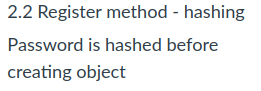 2.2 Register method - hashing
Password is hashed before
creating object